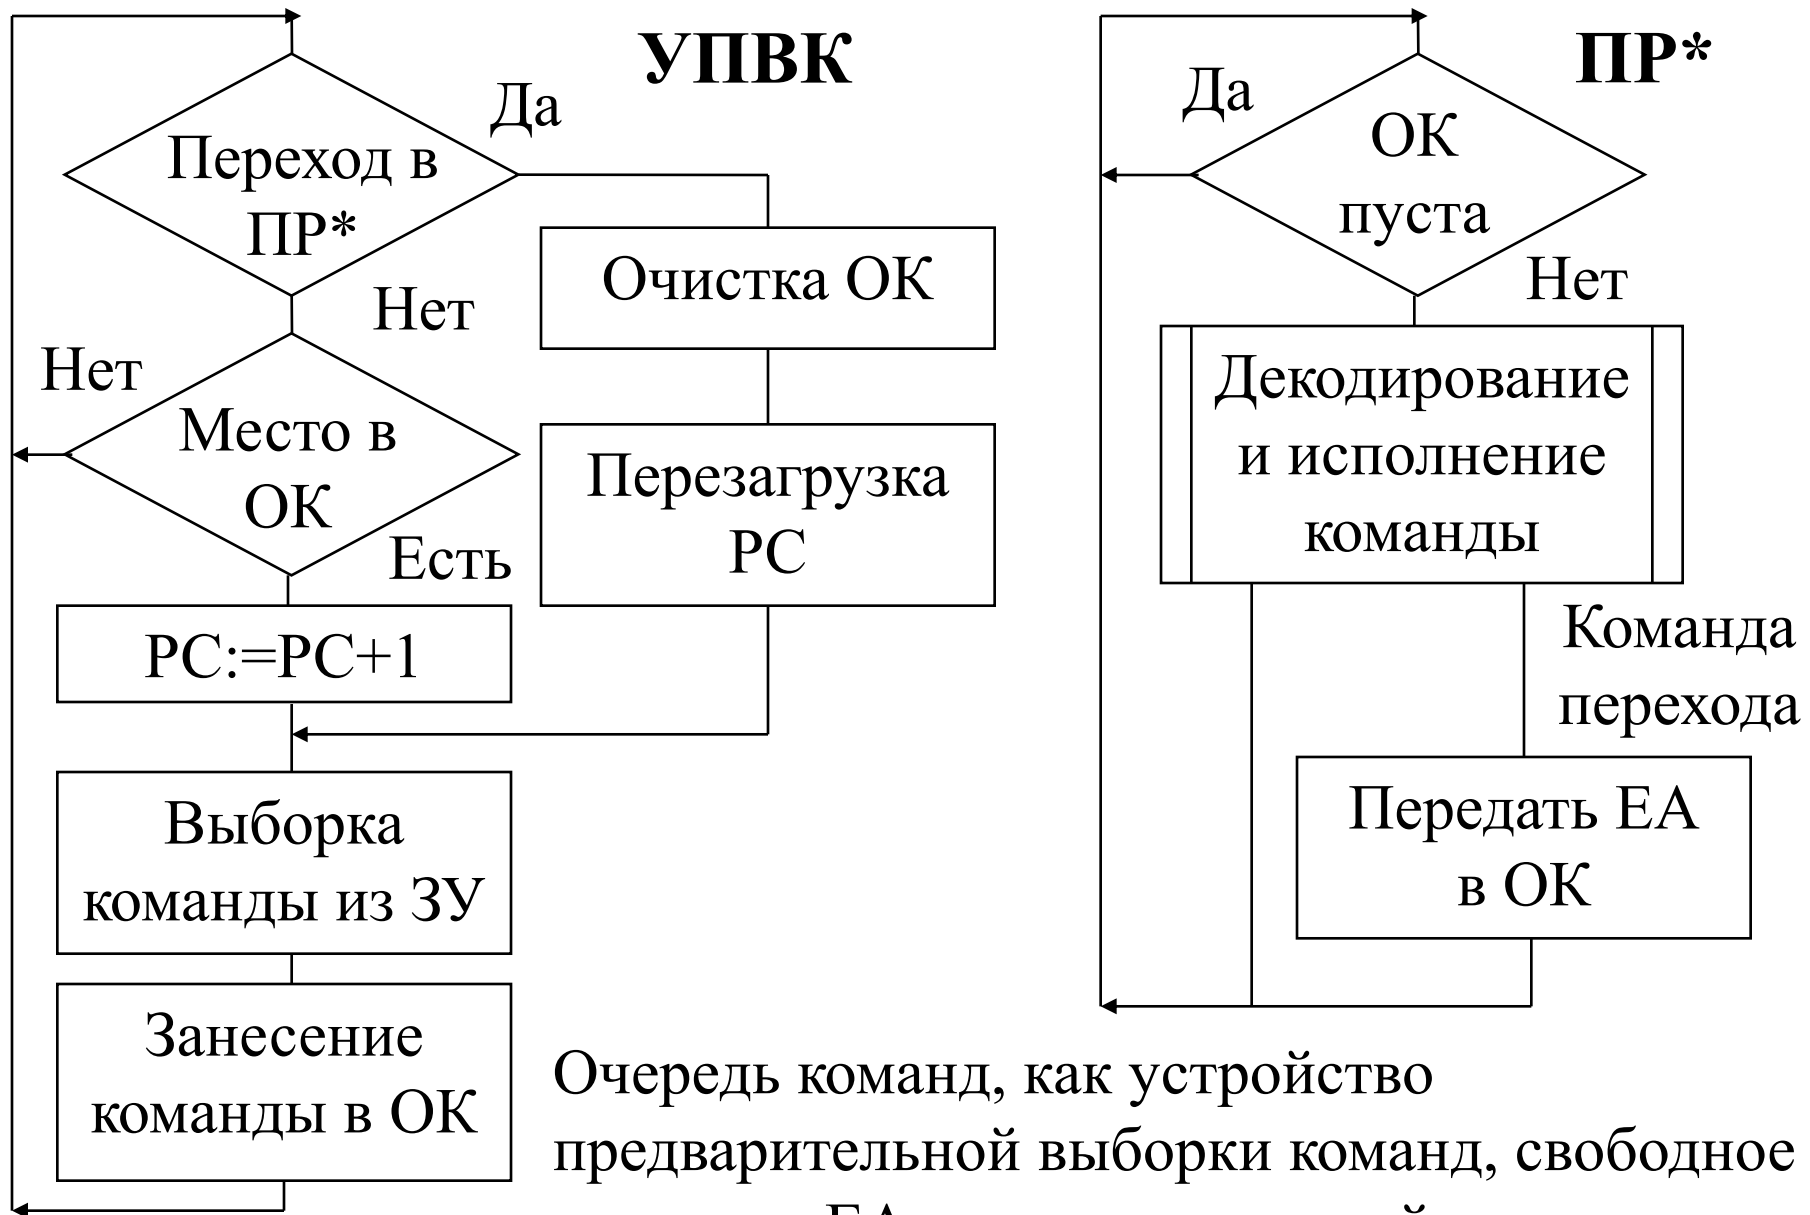 УПВК
Да
Переход в
ПР*
Нет
Очистка ОК
Нет
Место в
ОК
Есть
Перезагрузка
РС
РС:=РС+1
Выборка
команды из ЗУ
Занесение
команды в ОК
ПР*
Да
ОК
пуста
Нет
Декодирование
и исполнение
команды
Команда
перехода
Передать ЕА
в ОК
Очередь команд, как устройство
предварительной выборки команд, свободное
ЕА